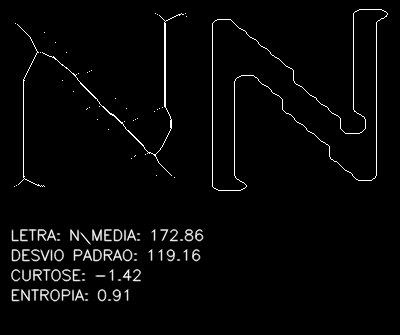 N N
LETRA: N\MEDIA: 172.86
DESVIO PADRAO: 119.16
CURTOSE: −1.42
ENTROPIA: 0.91